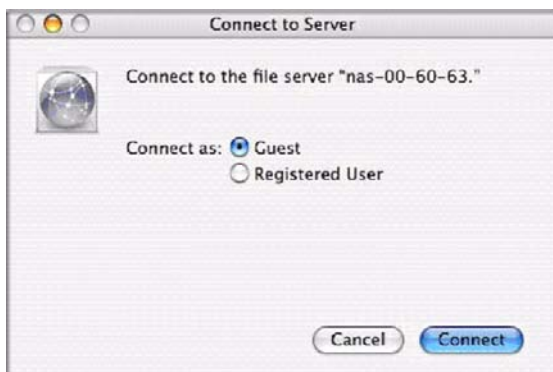 Connect to Server
Connect to the file server "nas-00-60-63."
Connect as: Guest
Registered User
Cancel Connect